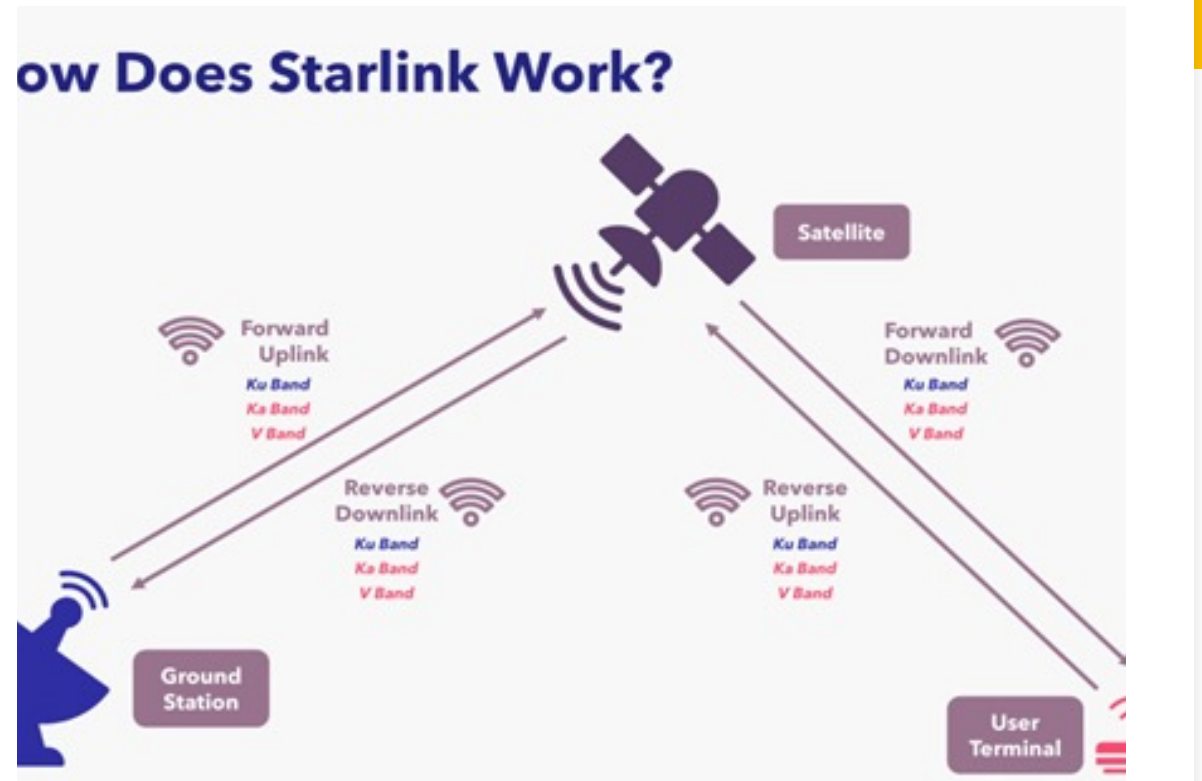 ow Does Starlink Work?
Satellite
Forward
Uplink
Ku Band
Ka Band
V Band
Forward
Downlink
Ku Band
Ka Band
V Band
Reverse
Downlink
Ku Band
Ka Band
V Band
Reverse
Uplink
Ku Band
Ka Band
V Band
Ground
Station
User
Terminal